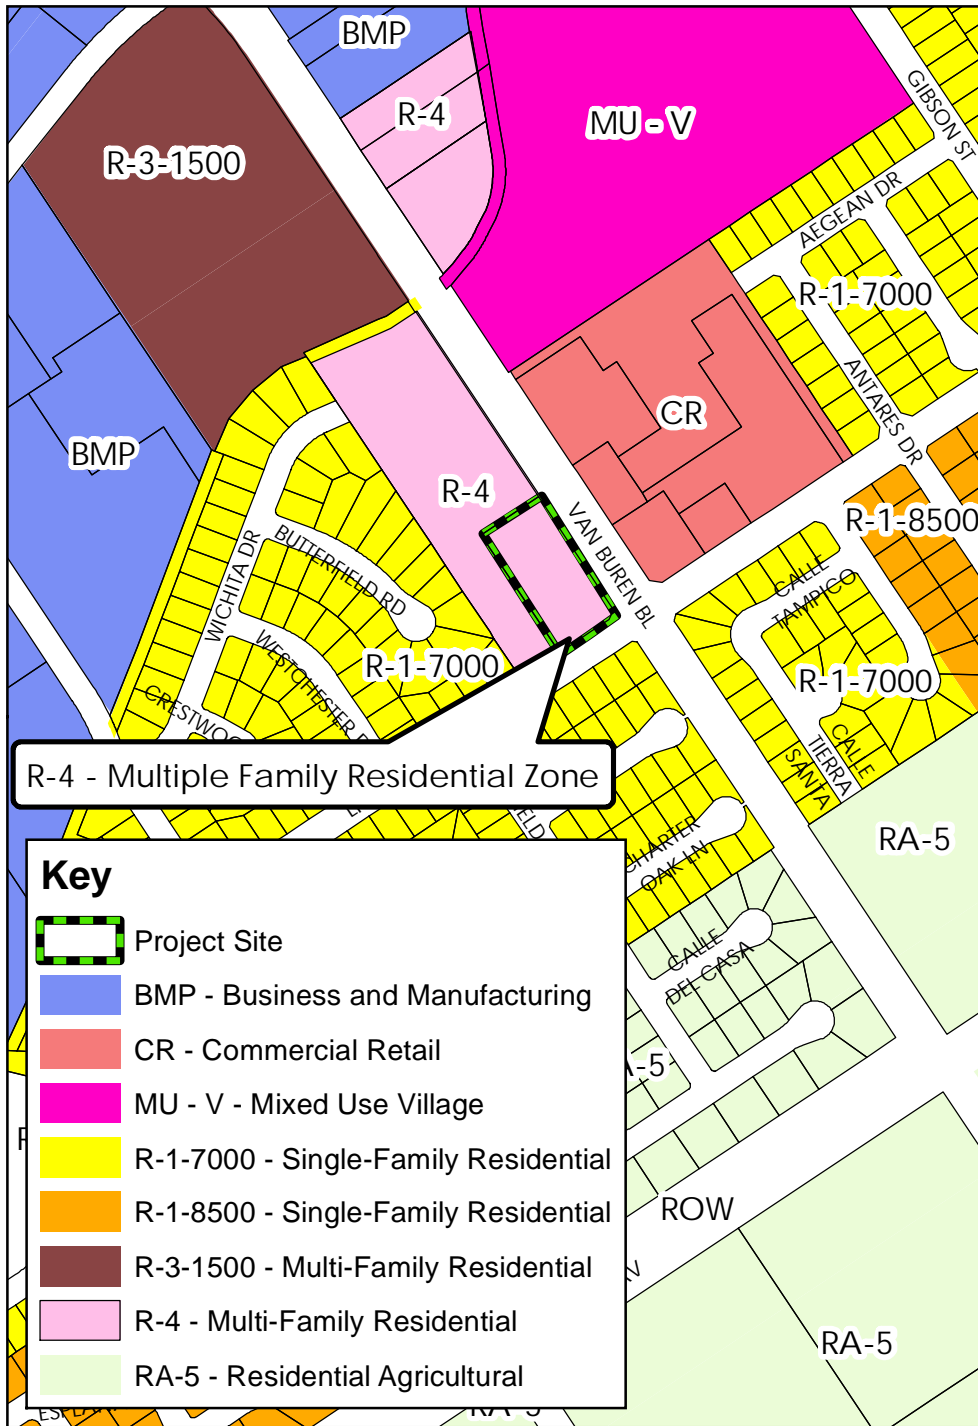 BMP
R-4
MU - V
GIBSON ST
R-3-1500
AEGEAN DR
R-1-7000
ANTARES DR
CR
BMP
R-4
VAN BUREN BL
R-1-8500
BUTTERFIELD RD
WICHITA DR
CALLE
TAMPICO
WESTCHESTER
R-1-7000
R-1-7000
CALLE
TIERRA
SANTA
R-4 - Multiple Family Residential Zone
RA-5
CHARTER
OAK LN
CALLE
DEL CASA
ROW
RA-5
Key
Project Site
BMP - Business and Manufacturing
CR - Commercial Retail
MU - V - Mixed Use Village
R-1-7000 - Single-Family Residential
R-1-8500 - Single-Family Residential
R-3-1500 - Multi-Family Residential
R-4 - Multi-Family Residential
RA-5 - Residential Agricultural